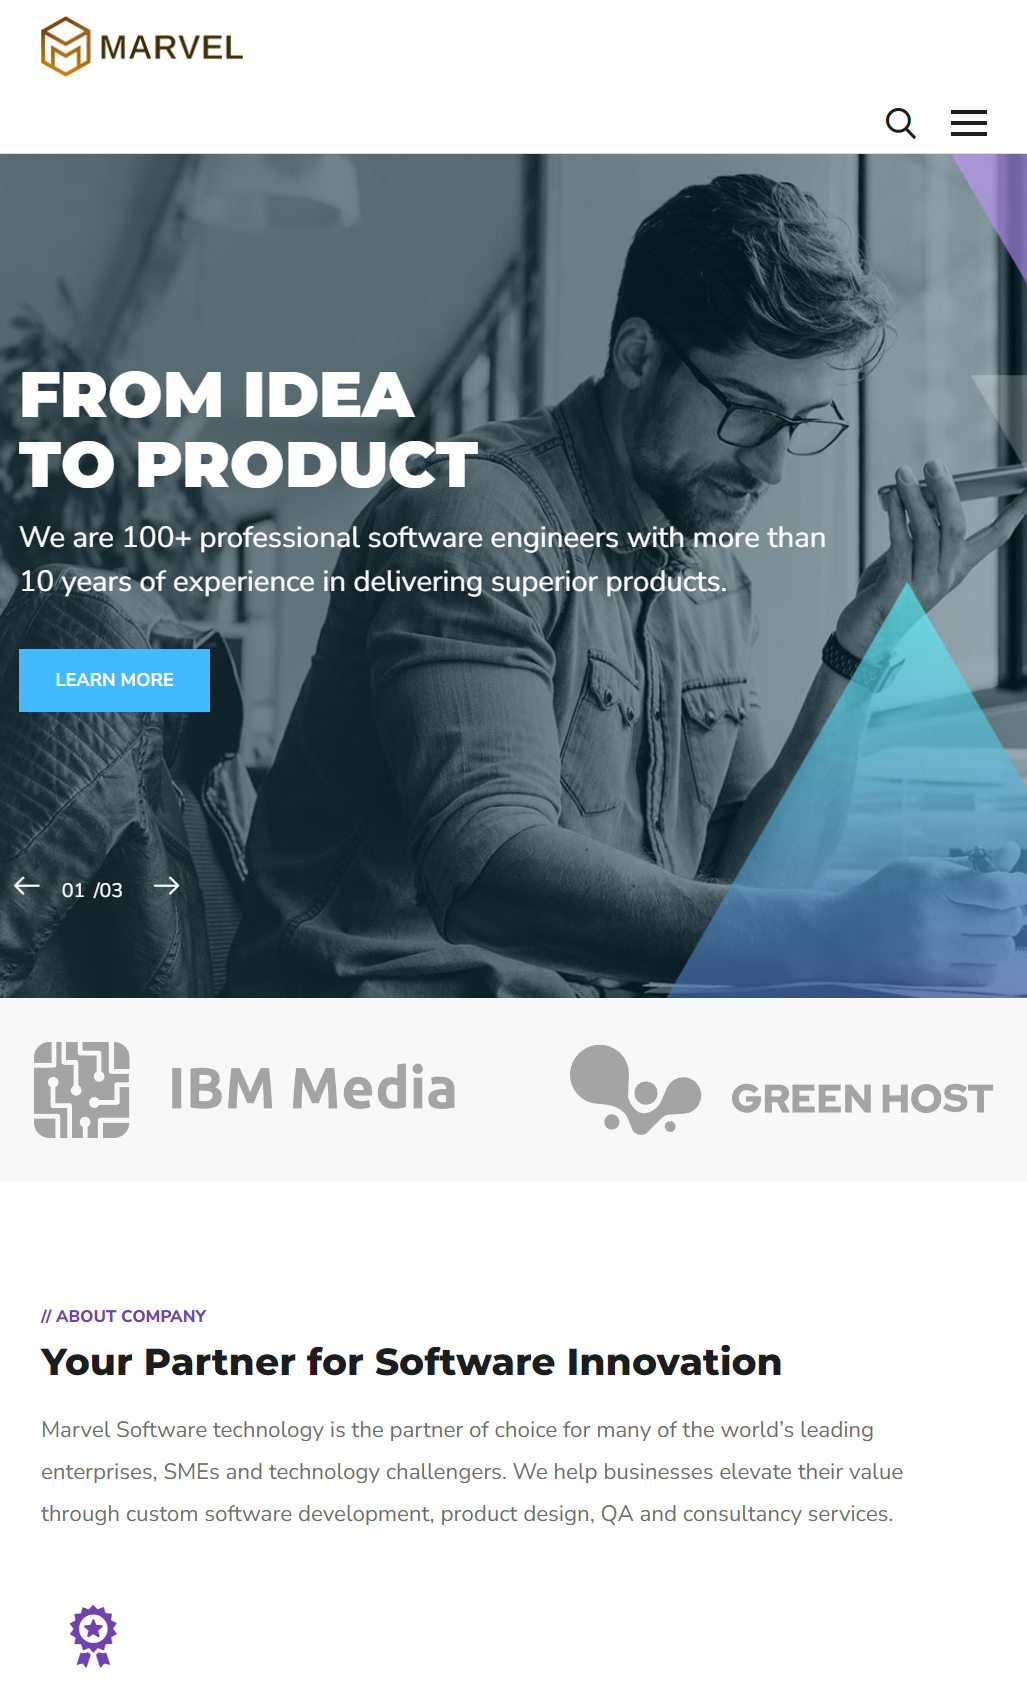 MARVEL
FROM IDEA
TO PRODUCT
We are 100+ professional software engineers with more than
10 years of experience in delivering superior products.
LEARN MORE
01 /03
IBM Media
GREEN HOST
// ABOUT COMPANY
Your Partner for Software Innovation
Marvel Software technology is the partner of choice for many of the world’s leading
enterprises, SMEs and technology challengers. We help businesses elevate their value
through custom software development, product design, QA and consultancy services.